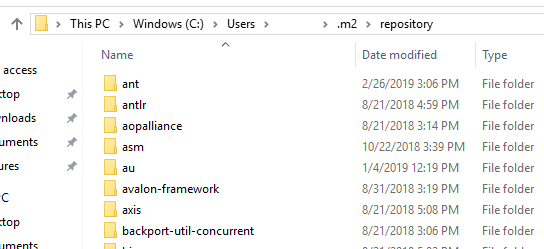 This PC > Windows (C:) > Users > .m2 > repository
Name Date modified Type
access
ant 2/26/2019 3:06 PM File folder
top antlr 8/21/2018 4:59 PM File folder
nloads aopalliance 8/21/2018 3:14 PM File folder
uments asm 10/22/2018 3:39 PM File folder
ures au 1/4/2019 12:19 PM File folder
avalon-framework 8/31/2018 3:19 PM File folder
PC axis 8/21/2018 5:08 PM File folder
top backport-util-concurrent 8/21/2018 3:06 PM File folder